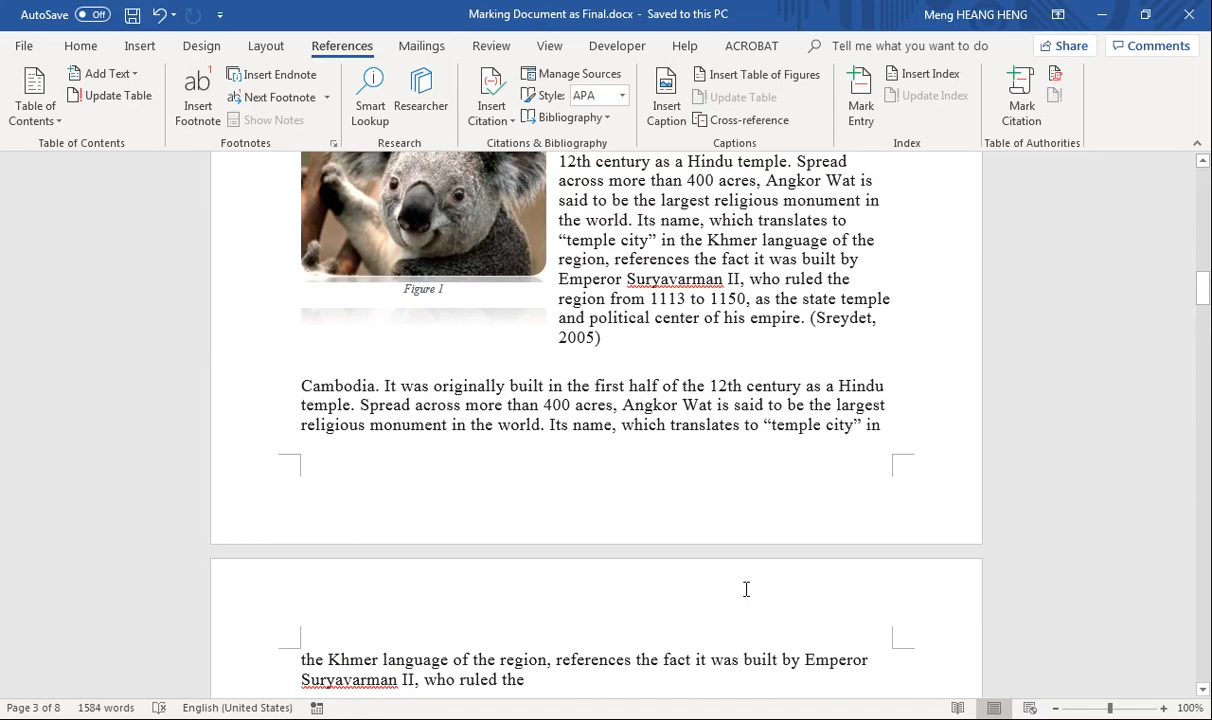 AutoSave Off
Marking Document as Final.docx - Saved to this PC
Meng HEANG HENG
File Home Insert Design Layout References Mailings Review View Developer Help ACROBAT Tell me what you want to do Share Comments
Table of Contents
Add Text
Update Table
Table of Contents
ab1
Insert Footnote
Insert Endnote
Next Footnote
Show Notes
Footnotes
Smart Lookup
Researcher
Research
Insert Citation
Manage Sources
Style: APA
Bibliography
Citations & Bibliography
Insert Caption
Insert Table of Figures
Update Table
Cross-reference
Captions
Mark Entry
Insert Index
Update Index
Index
Mark Citation
Table of Authorities
12th century as a Hindu temple. Spread
across more than 400 acres, Angkor Wat is
said to be the largest religious monument in
the world. Its name, which translates to
“temple city” in the Khmer language of the
region, references the fact it was built by
Emperor Suryavarman II, who ruled the
region from 1113 to 1150, as the state temple
and political center of his empire. (Sreydet,
2005)
Figure 1
Cambodia. It was originally built in the first half of the 12th century as a Hindu
temple. Spread across more than 400 acres, Angkor Wat is said to be the largest
religious monument in the world. Its name, which translates to “temple city” in
the Khmer language of the region, references the fact it was built by Emperor
Suryavarman II, who ruled the
Page 3 of 8 1584 words English (United States) 100%